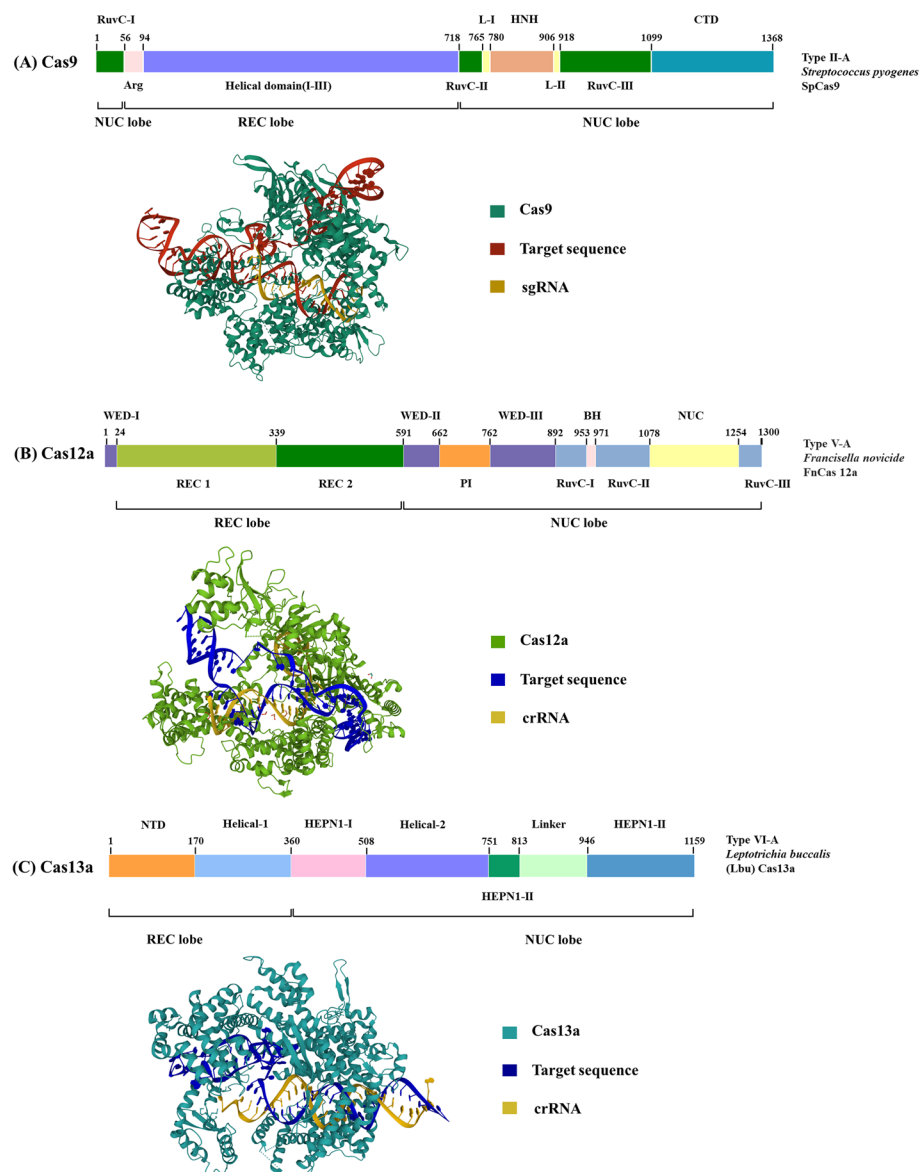 RuvC-I L-I HNH CTD
1 56 94 718 765 780 906 918 1099 1368
(A) Cas9
Type II-A
Streptococcus pyogenes
SpCas9
Arg Helical domain(I-III) RuvC-II L-II RuvC-III
NUC lobe REC lobe NUC lobe
Cas9
Target sequence
sgRNA
WED-I WED-II WED-III BH NUC
1 24 339 591 662 762 892 953 971 1078 1254 1300
(B) Cas12a
Type V-A
Francisella novicide
FnCas 12a
REC 1 REC 2 PI RuvC-I RuvC-II RuvC-III
REC lobe NUC lobe
Cas12a
Target sequence
crRNA
NTD Helical-1 HEPN1-I Helical-2 Linker HEPN1-II
1 170 360 508 751 813 946 1159
(C) Cas13a
Type VI-A
Leptotrichia buccalis
(Lbu) Cas13a
HEPN1-II
REC lobe NUC lobe
Cas13a
Target sequence
crRNA